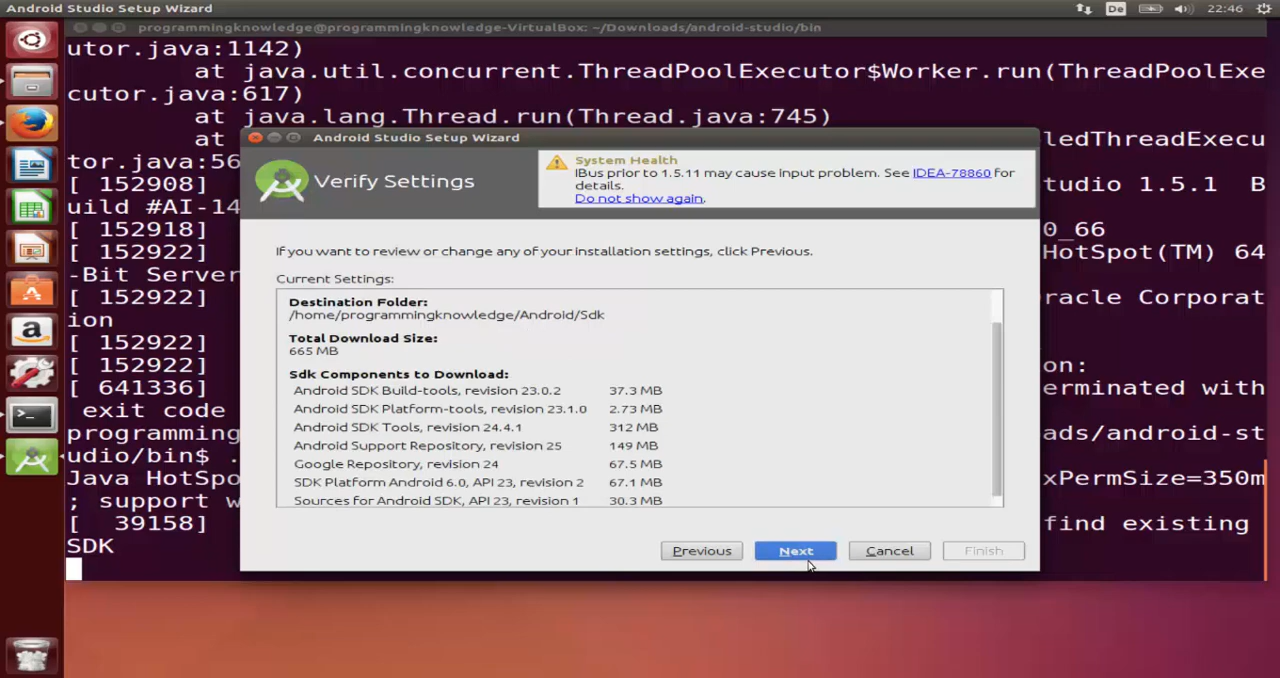 Android Studio Setup Wizard
De
22:46
programmingknowledge@programmingknowledge-VirtualBox: ~/Downloads/android-studio/bin
utor.java:1142)
at java.util.concurrent.ThreadPoolExecutor$Worker.run(ThreadPoolExe
cutor.java:617)
at java.lang.Thread.run(Thread.java:745)
at
ledThreadExecu
tor.java:56
[ 152908]
tudio 1.5.1 B
uild #AI-14
[ 152918]
0_66
[ 152922]
HotSpot(TM) 64
-Bit Server
[ 152922]
racle Corporat
ion
[ 152922]
[ 152922]
on:
[ 641336]
erminated with
exit code
programming
ads/android-st
udio/bin$ .
Java HotSpo
xPermSize=350m
; support w
[ 39158]
find existing
SDK
Android Studio Setup Wizard
Verify Settings
System Health
IBus prior to 1.5.11 may cause input problem. See IDEA-78860 for
details.
Do not show again.
If you want to review or change any of your installation settings, click Previous.
Current Settings:
Destination Folder:
/home/programmingknowledge/Android/Sdk
Total Download Size:
665 MB
Sdk Components to Download:
Android SDK Build-tools, revision 23.0.2 37.3 MB
Android SDK Platform-tools, revision 23.1.0 2.73 MB
Android SDK Tools, revision 24.4.1 312 MB
Android Support Repository, revision 25 149 MB
Google Repository, revision 24 67.5 MB
SDK Platform Android 6.0, API 23, revision 2 67.1 MB
Sources for Android SDK, API 23, revision 1 30.3 MB
Previous
Next
Cancel
Finish